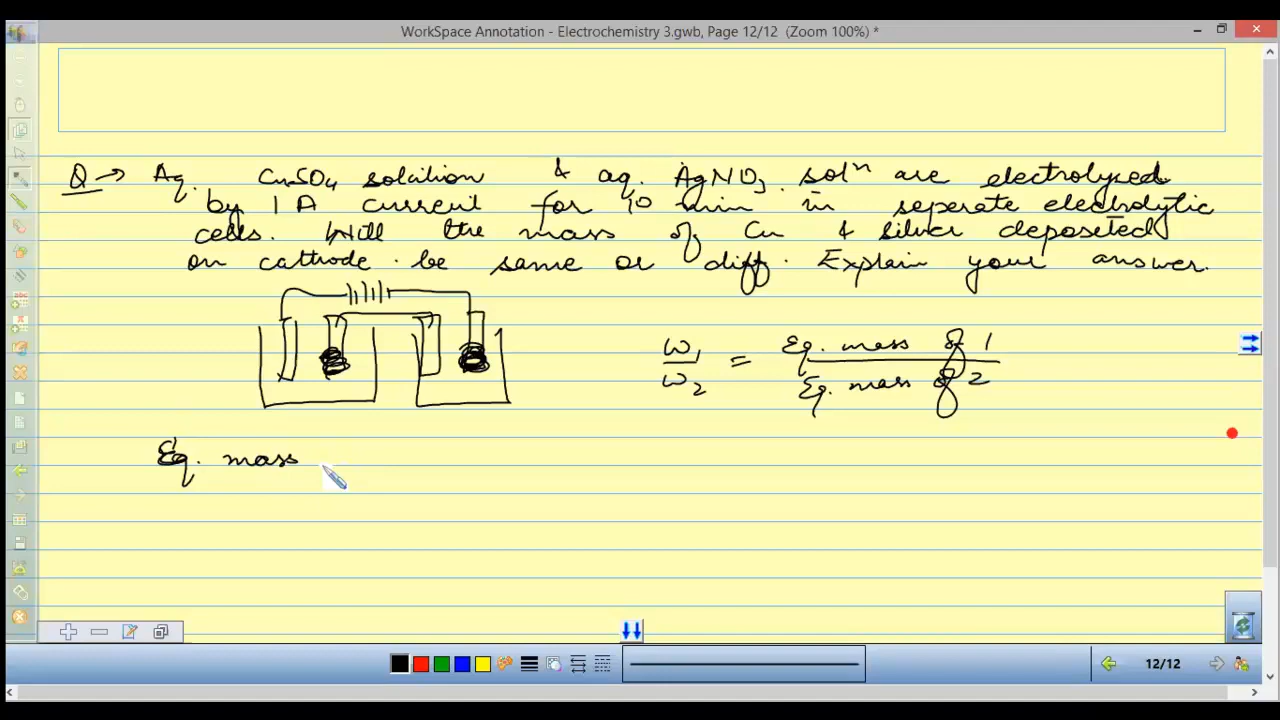 WorkSpace Annotation - Electrochemistry 3.gwb, Page 12/12 (Zoom 100%) *
Q → Aq. CuSO4 solution & aq. AgNO3 solⁿ are electrolysed
by 1 A current for 10 min in seperate electrolytic
cells. Will the mass of Cu & silver deposited
on cathode be same or diff. Explain your answer.
w1 / w2 = Eq. mass of 1 / Eq. mass of 2
Eq. mass
12/12